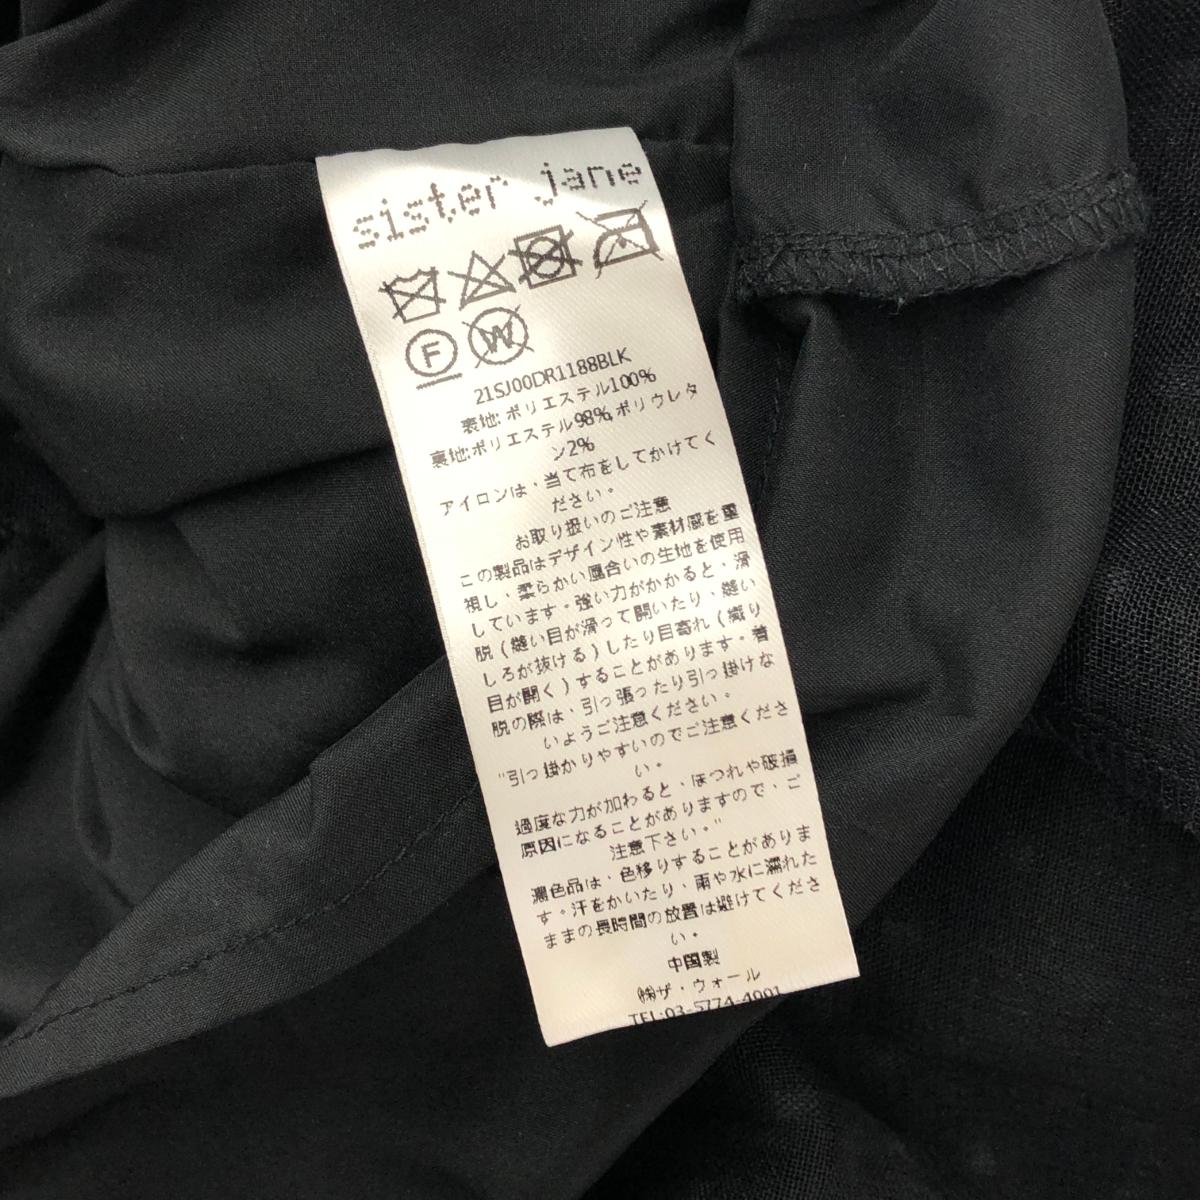 sister jane
F W
21SJ00DR1188BLK
表地:ポリエステル100%
裏地:ポリエステル98%,ポリウレタ
ン2%
アイロンは、当て布をしてかけてく
ださい。
お取り扱いのご注意
この製品はデザイン性や素材感を重
視し、柔らかい風合いの生地を使用
しています。強い力がかかると、滑
脱(縫い目が滑って開いたり、縫い
しろが抜ける)したり目寄れ(織り
目が開く)することがあります。着
脱の際は、引っ張ったり引っ掛けな
いようご注意ください。
"引っ掛かりやすいのでご注意くださ
い。
過度な力が加わると、ほつれや破損
原因になることがありますので、ご
注意下さい。"
濃色品は、色移りすることがありま
す。汗をかいたり、雨や水に濡れた
ままの長時間の放置は避けてくださ
い。
中国製
㈱ザ・ウォール
TEL:03-5774-4001